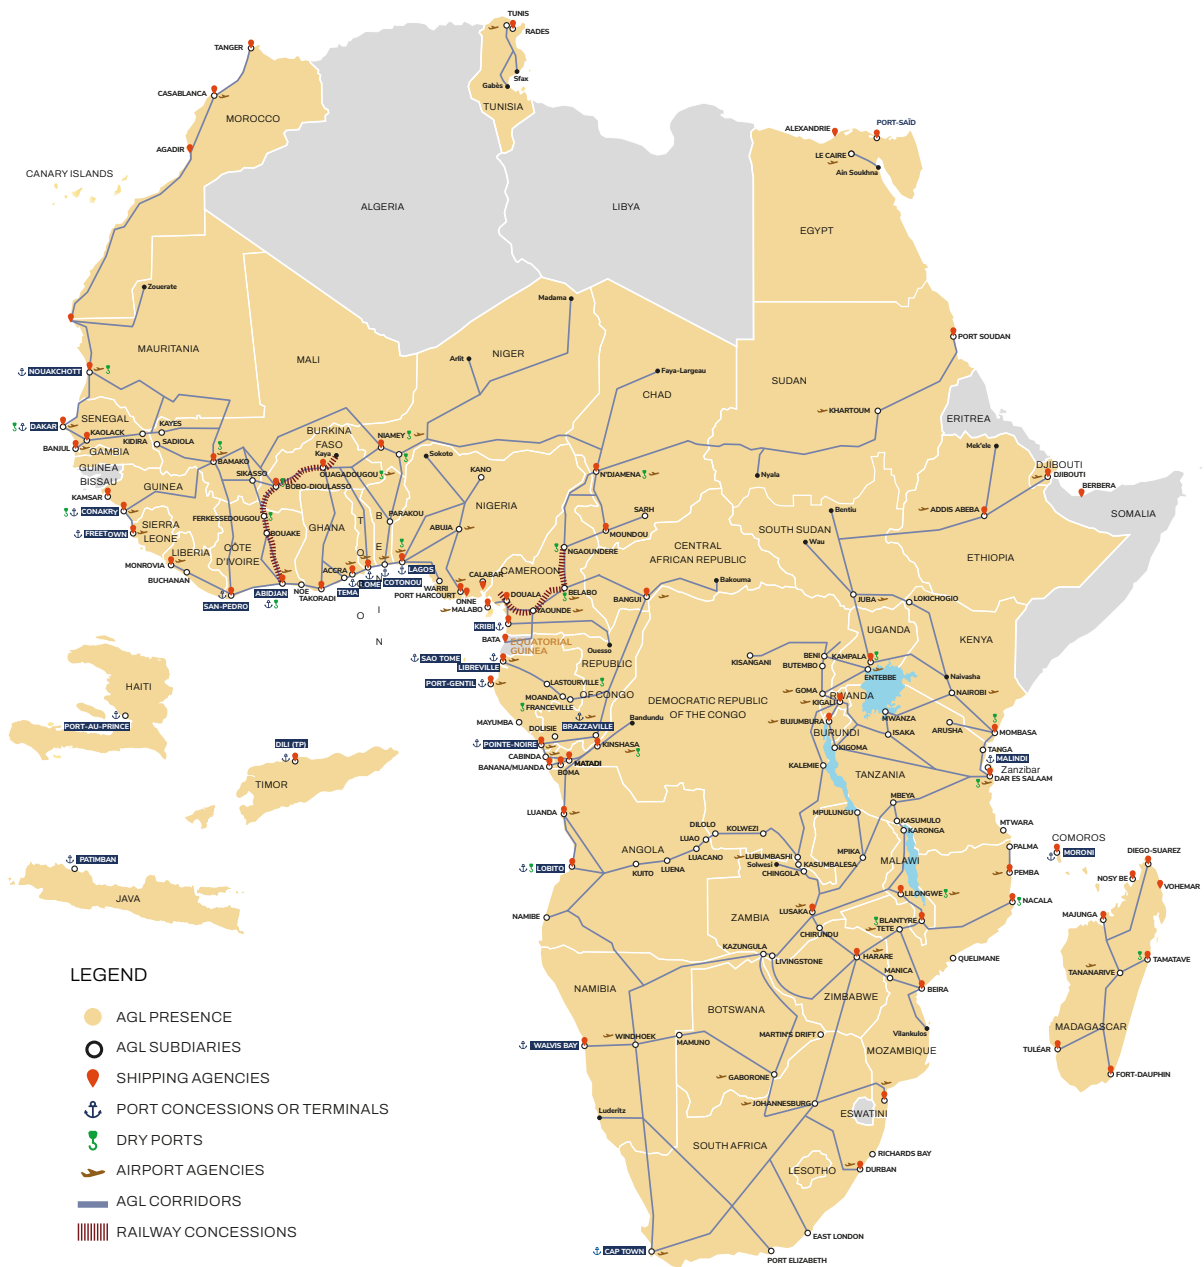 TUNIS
RADES
TANGER
Sfax
Gabès
CASABLANCA
TUNISIA
MOROCCO
PORT-SAÏD
ALEXANDRIE
AGADIR
LE CAIRE
Ain Soukhna
CANARY ISLANDS
ALGERIA
LIBYA
EGYPT
Zouerate
Madama
PORT SOUDAN
MAURITANIA
MALI
Arlit
NIGER
NOUAKCHOTT
Faya-Largeau
SUDAN
CHAD
KHARTOUM
ERITREA
SENEGAL
DAKAR
KAOLACK
KAYES
KIDIRA
SADIOLA
BANJUL
GAMBIA
BURKINA
FASO
Kaya
NIAMEY
Sokoto
Mek'ele
GUINEA
BISSAU
BAMAKO
SIKASSO
OUAGADOUGOU
KANO
N'DJAMENA
Nyala
DJIBOUTI
DJIBOUTI
GUINEA
BOBO-DIOULASSO
BERBERA
KAMSAR
CONAKRY
FERKESSEDOUGOU
PARAKOU
NIGERIA
SARH
Bentiu
ADDIS ABEBA
SOMALIA
SIERRA
LEONE
FREETOWN
BOUAKE
GHANA
T
O
G
O
B
E
N
I
N
ABUJA
MOUNDOU
SOUTH SUDAN
Wau
CÔTE
D'IVOIRE
LIBERIA
NGAOUNDERE
CENTRAL
AFRICAN REPUBLIC
ETHIOPIA
MONROVIA
BUCHANAN
ACCRA
LAGOS
CALABAR
CAMEROON
LOME
COTONOU
Bakouma
SAN-PEDRO
ABIDJAN
NOE
TAKORADI
TEMA
WARRI
PORT HARCOURT
ONNE
MALABO
DOUALA
BELABO
YAOUNDE
BANGUI
JUBA
LOKICHOGIO
KRIBI
UGANDA
KENYA
BATA
EQUATORIAL
GUINEA
Ouesso
SAO TOME
LIBREVILLE
REPUBLIC
OF CONGO
KISANGANI
BENI
BUTEMBO
KAMPALA
ENTEBBE
Naivasha
HAITI
PORT-GENTIL
LASTOURVILLE
MOANDA
FRANCEVILLE
DEMOCRATIC REPUBLIC
OF THE CONGO
GOMA
RWANDA
KIGALI
NAIROBI
PORT-AU-PRINCE
MAYUMBA
DOLISIE
BRAZZAVILLE
Bandundu
BUJUMBURA
BURUNDI
MWANZA
ISAKA
ARUSHA
MOMBASA
DILI (TP)
POINTE-NOIRE
KINSHASA
KIGOMA
TANGA
MALINDI
CABINDA
BANANA/MUANDA
MATADI
BOMA
KALEMIE
TANZANIA
Zanzibar
DAR ES SALAAM
TIMOR
MBEYA
LUANDA
MPULUNGU
KASUMULO
KARONGA
MTWARA
DILOLO
KOLWEZI
LUAO
PATIMBAN
ANGOLA
LUACANO
LUBUMBASHI
MPIKA
MALAWI
PALMA
COMOROS
MORONI
DIEGO-SUAREZ
LOBITO
KUITO
LUENA
Solwesi
KASUMBALESA
CHINGOLA
PEMBA
NOSY BE
VOHEMAR
JAVA
LILONGWE
NACALA
NAMIBE
ZAMBIA
LUSAKA
BLANTYRE
MAJUNGA
CHIRUNDU
TETE
KAZUNGULA
LIVINGSTONE
HARARE
QUELIMANE
TAMATAVE
TANANARIVE
LEGEND
NAMIBIA
MANICA
BEIRA
ZIMBABWE
AGL PRESENCE
BOTSWANA
MADAGASCAR
AGL SUBDIARIES
WALVIS BAY
WINDHOEK
MAMUNO
MARTIN'S DRIFT
Vilankulos
MOZAMBIQUE
TULÉAR
SHIPPING AGENCIES
GABORONE
FORT-DAUPHIN
PORT CONCESSIONS OR TERMINALS
Luderitz
JOHANNESBURG
ESWATINI
DRY PORTS
SOUTH AFRICA
RICHARDS BAY
AIRPORT AGENCIES
LESOTHO
DURBAN
AGL CORRIDORS
RAILWAY CONCESSIONS
EAST LONDON
CAP TOWN
PORT ELIZABETH